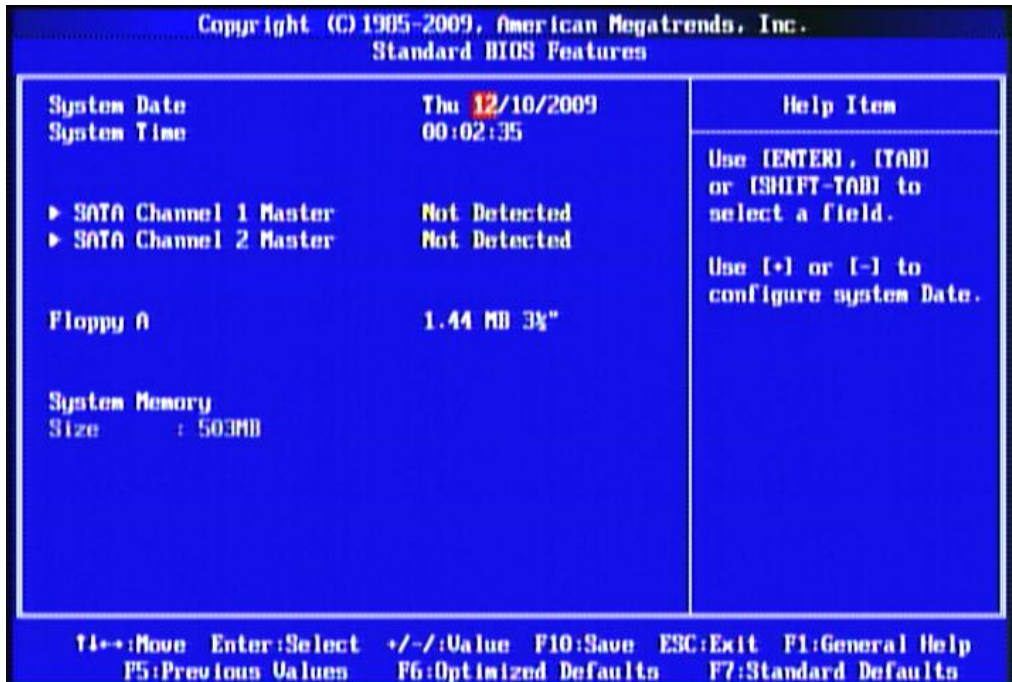 Copyright (C)1985-2009, American Megatrends, Inc.
Standard BIOS Features
System Date Thu 12/10/2009
System Time 00:02:35
▶ SATA Channel 1 Master Not Detected
▶ SATA Channel 2 Master Not Detected
Floppy A 1.44 MB 3½"
System Memory
Size : 503MB
Help Item
Use [ENTER], [TAB]
or [SHIFT-TAB] to
select a field.
Use [+] or [-] to
configure system Date.
↑↓←→:Move Enter:Select +/-/:Value F10:Save ESC:Exit F1:General Help
F5:Previous Values F6:Optimized Defaults F7:Standard Defaults